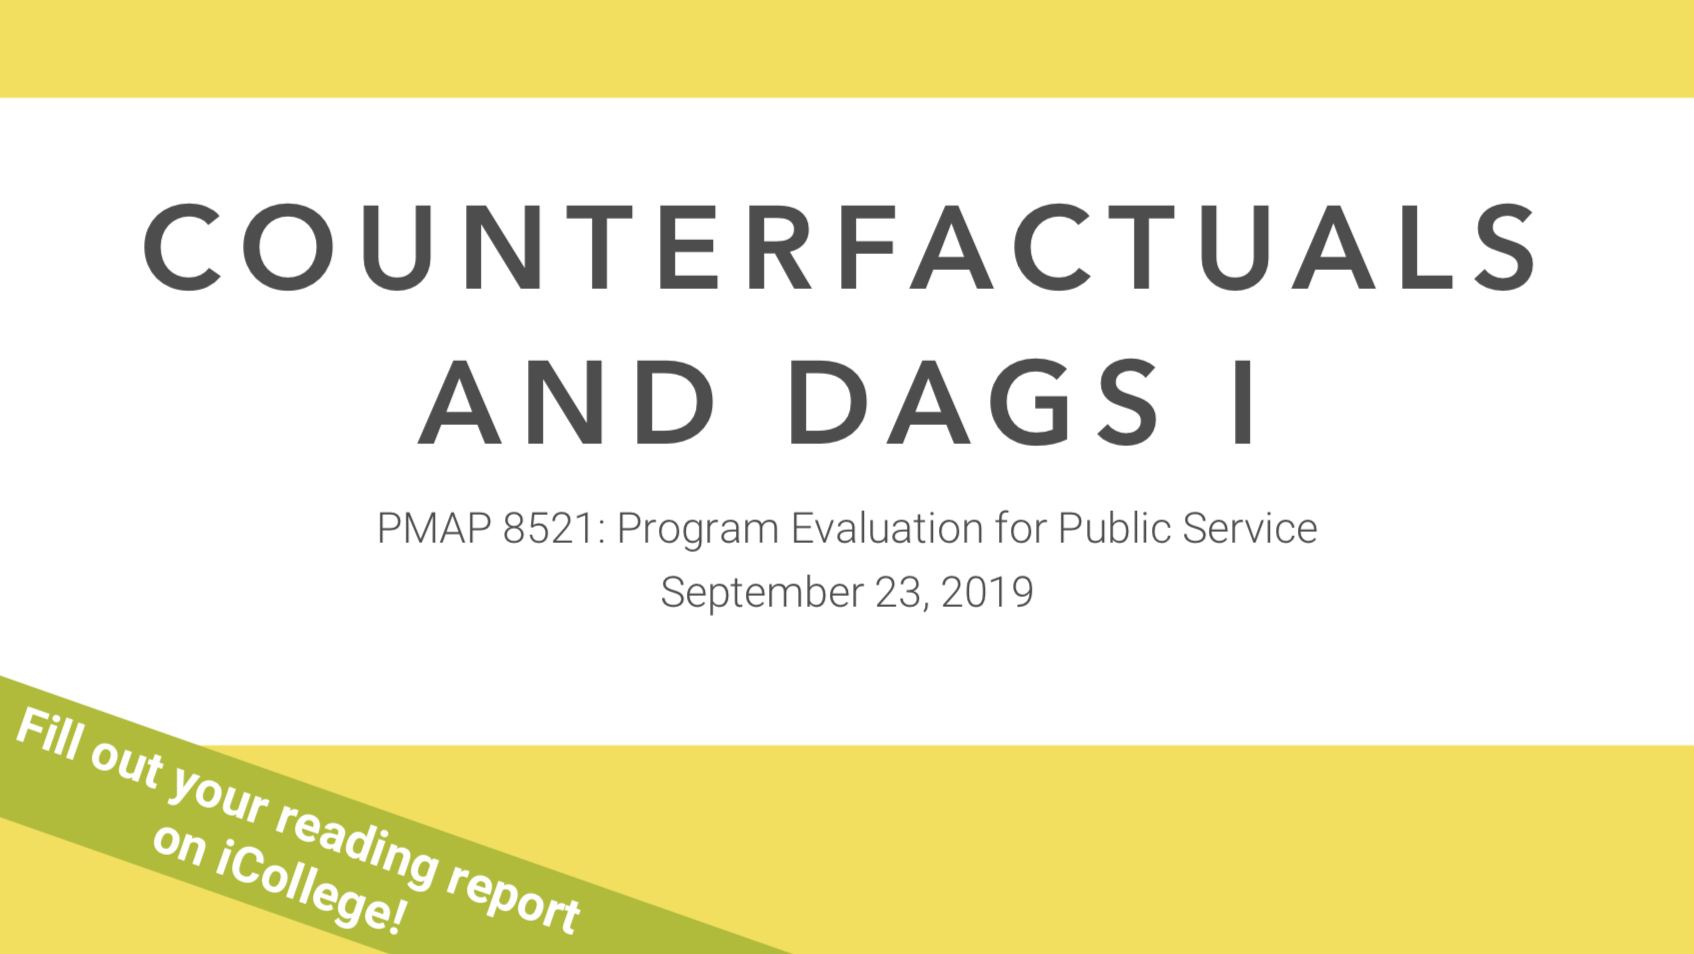 COUNTERFACTUALS
AND DAGS I
PMAP 8521: Program Evaluation for Public Service
September 23, 2019
Fill out your reading report
on iCollege!